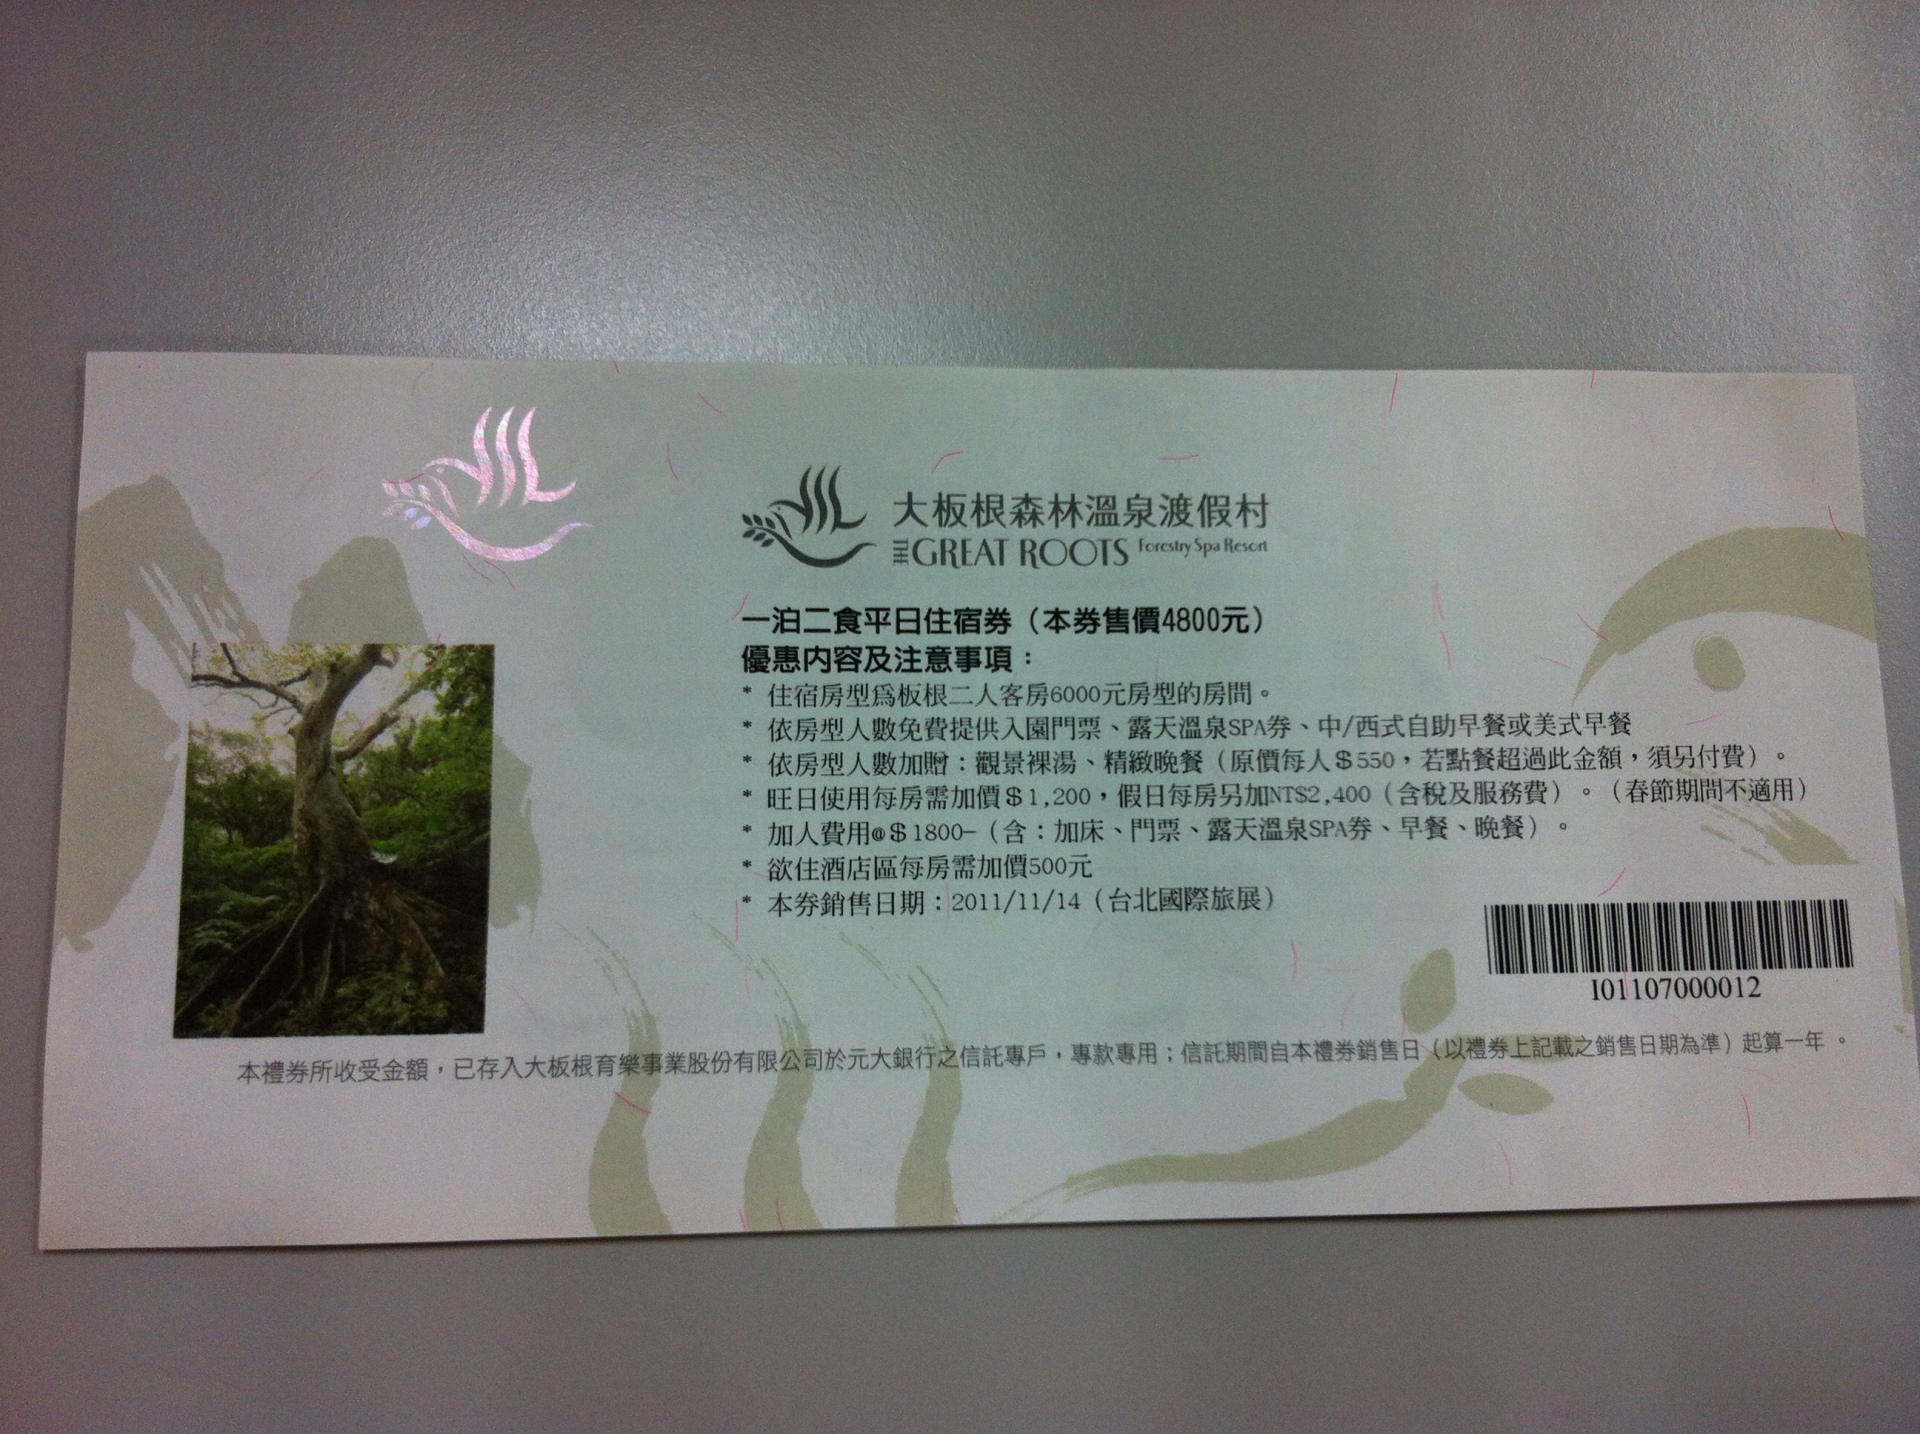 大板根森林溫泉渡假村
THE GREAT ROOTS Forestry Spa Resort
一泊二食平日住宿券（本券售價4800元）
優惠內容及注意事項：
* 住宿房型為板根二人客房6000元房型的房間。
* 依房型人數免費提供入園門票、露天溫泉SPA券、中/西式自助早餐或美式早餐
* 依房型人數加贈：觀景裸湯、精緻晚餐（原價每人＄550，若點餐超過此金額，須另付費）。
* 旺日使用每房需加價＄1,200，假日每房另加NT$2,400（含稅及服務費）。（春節期間不適用）
* 加人費用@＄1800-（含：加床、門票、露天溫泉SPA券、早餐、晚餐）。
* 欲住酒店區每房需加價500元
* 本券銷售日期：2011/11/14（台北國際旅展）
I01107000012
本禮券所收受金額，已存入大板根育樂事業股份有限公司於元大銀行之信託專戶，專款專用；信託期間自本禮券銷售日（以禮券上記載之銷售日期為準）起算一年。